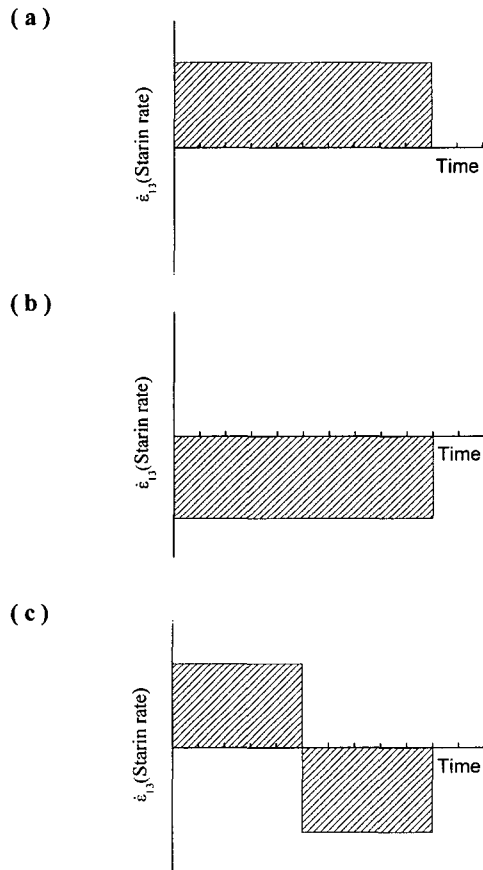 ( a )
ε̇₁₃(Starin rate)
Time
( b )
ε̇₁₃(Starin rate)
Time
( c )
ε̇₁₃(Starin rate)
Time